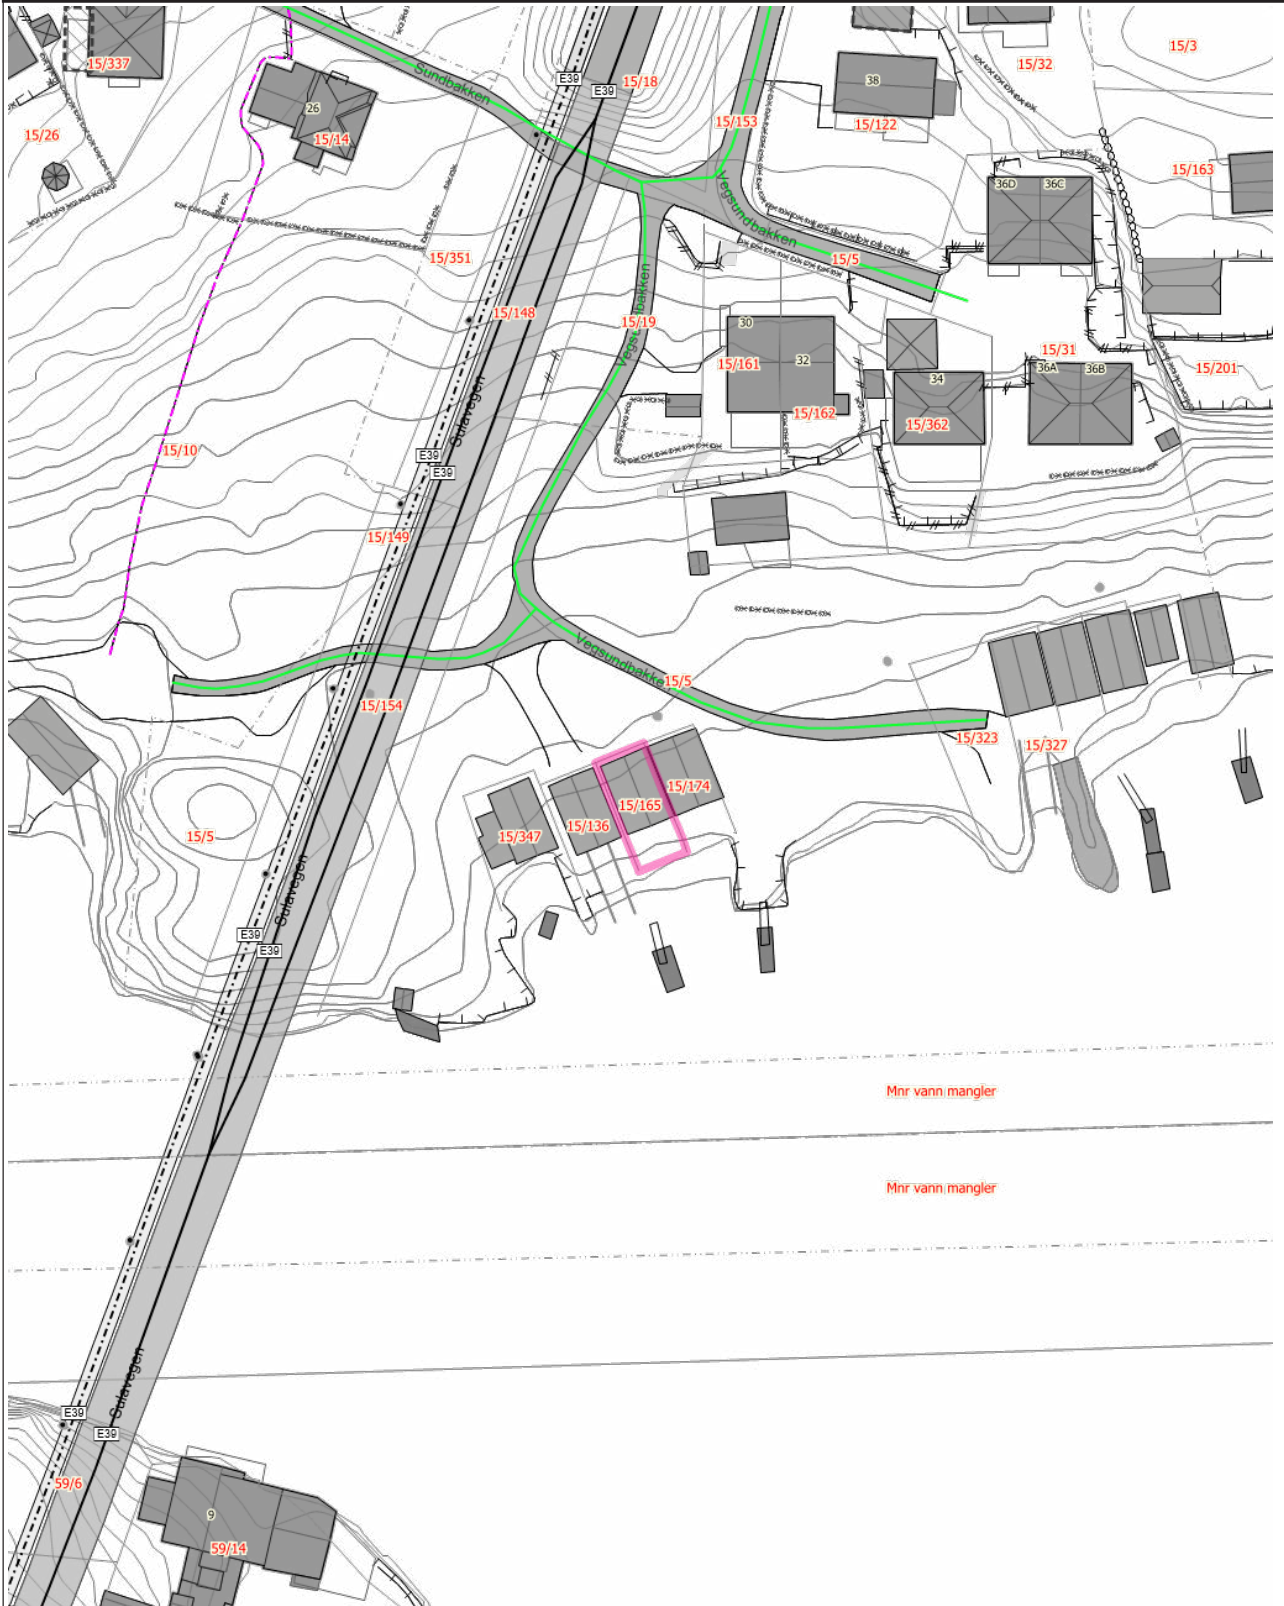 15/3
15/32
15/337
E39
15/18
E39
Sundbakken
38
26
15/153
15/122
15/26
15/14
15/163
36D
36C
Vegsundbakken
15/351
15/5
15/148
Vegsundbakken
15/19
30
15/31
15/161
32
36A
36B
15/201
34
Sulavegen
15/162
15/362
15/10
E39
E39
15/149
Vegsundbakken
15/5
15/154
15/323
15/327
15/174
15/165
15/136
15/347
15/5
Sulavegen
E39
E39
Mnr vann mangler
Mnr vann mangler
Sulavegen
E39
E39
59/6
9
59/14